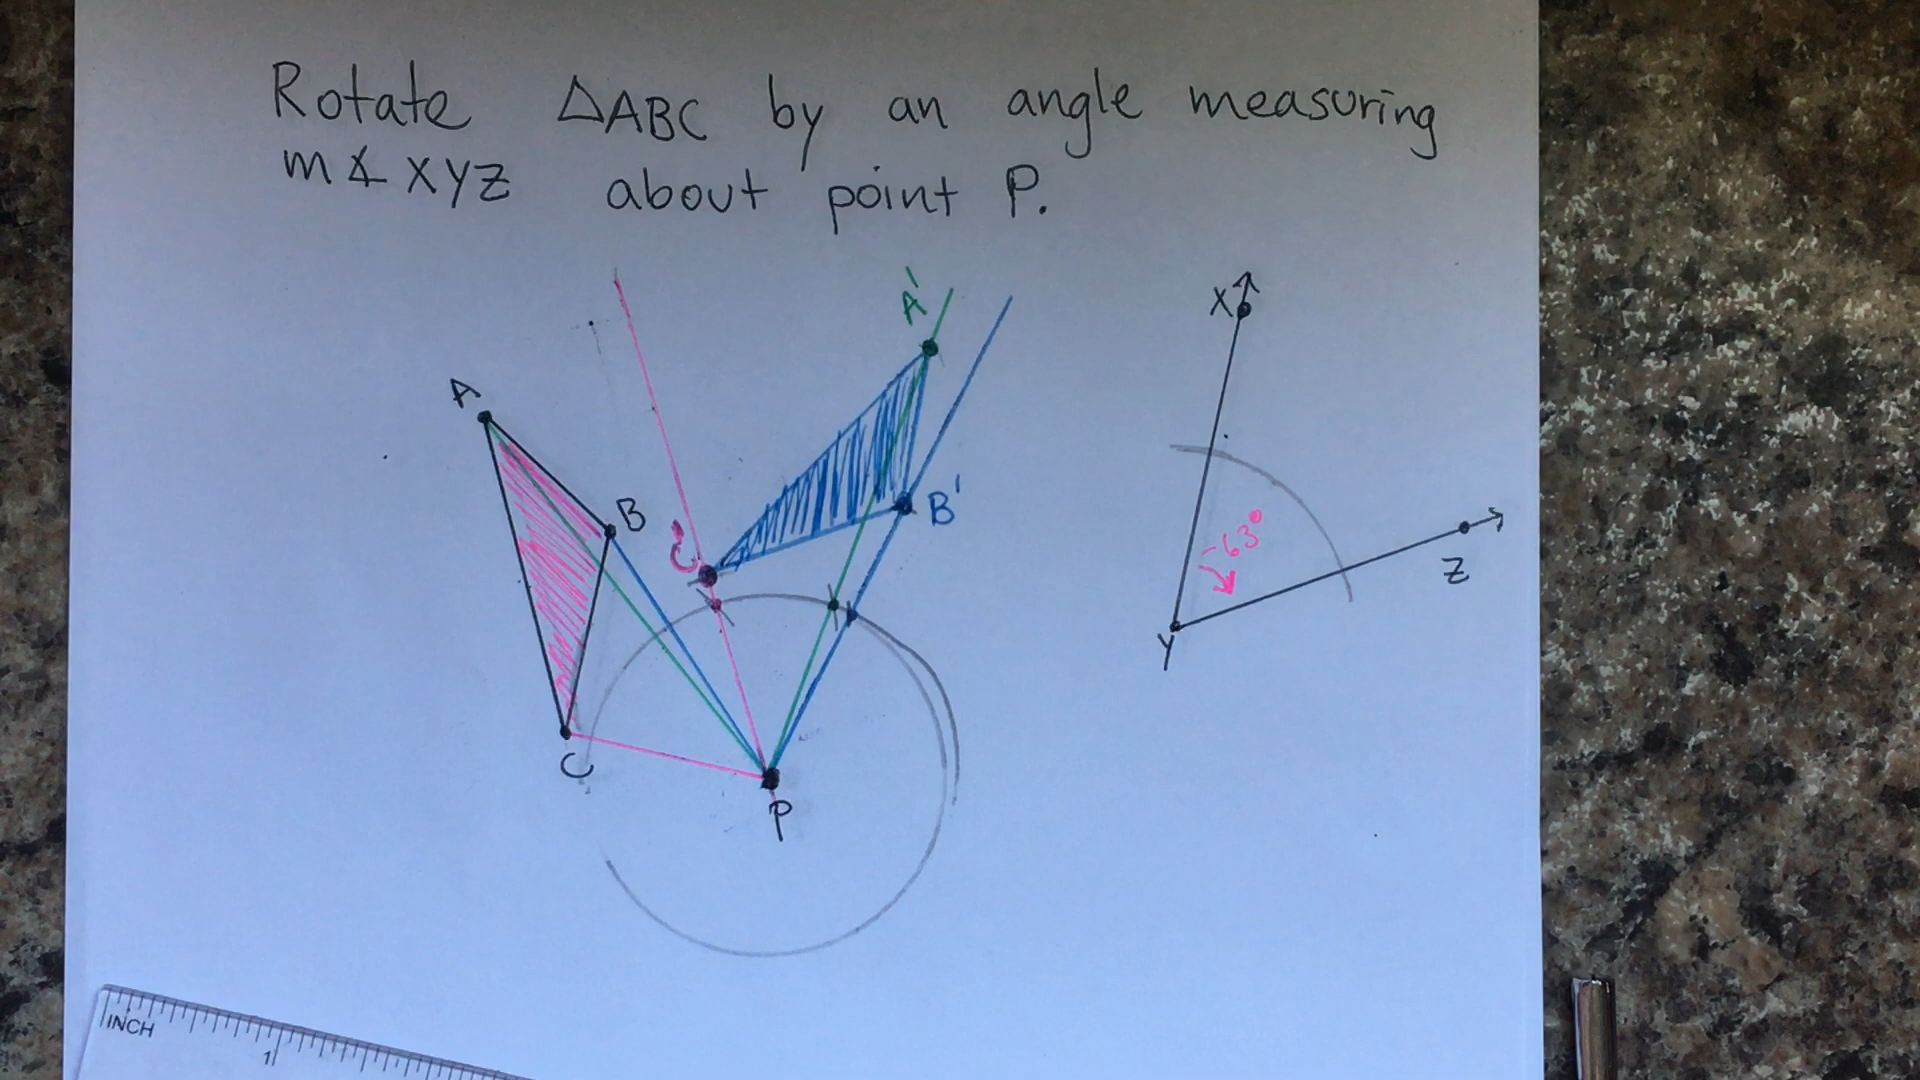 Rotate △ABC by an angle measuring
m∡XYZ about point P.
A'
X
A
B
C'
B'
-63°
Z
Y
C
P
INCH
1